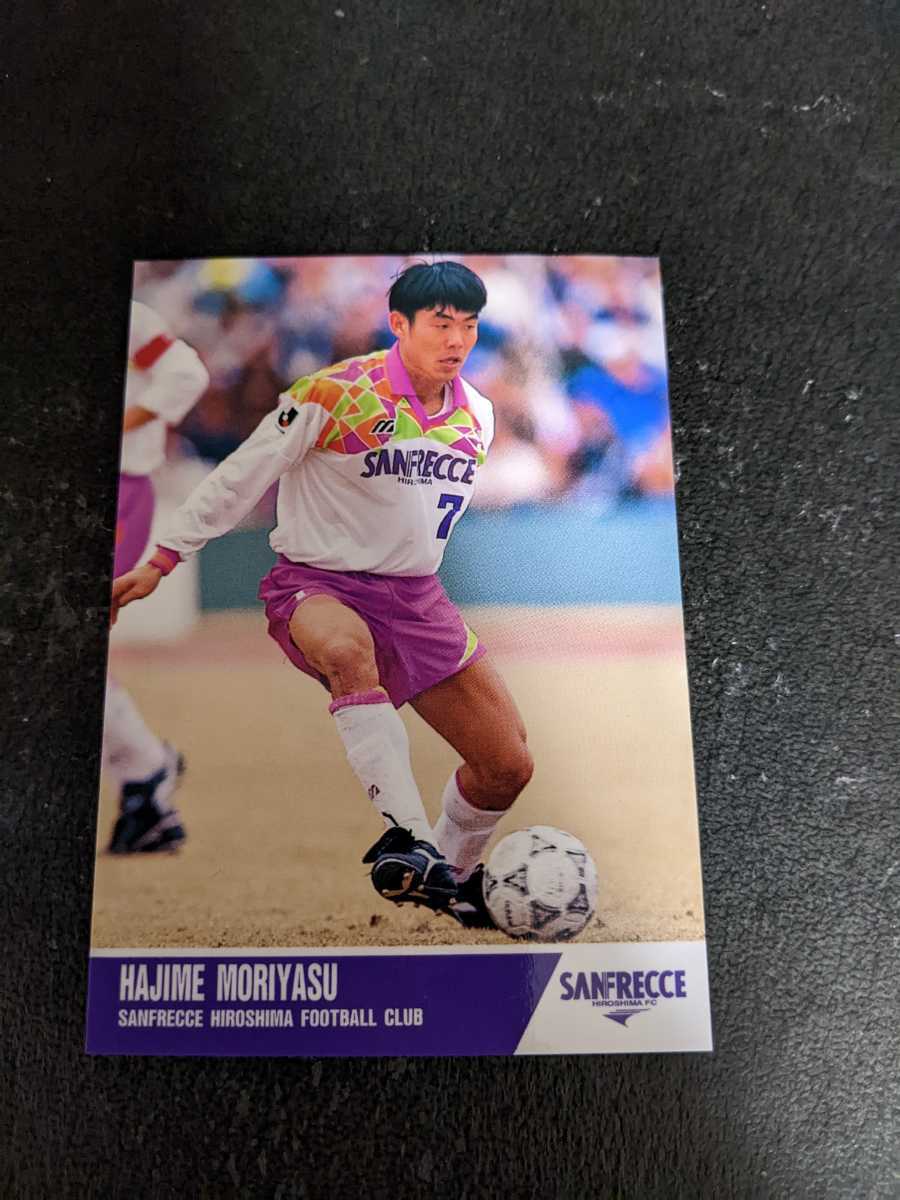 SANFRECCE
HIROSHIMA
7
HAJIME MORIYASU
SANFRECCE HIROSHIMA FOOTBALL CLUB
SANFRECCE
HIROSHIMA FC